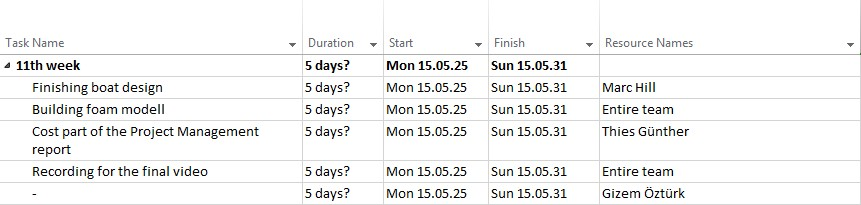 Task Name Duration Start Finish Resource Names
11th week 5 days? Mon 15.05.25 Sun 15.05.31
Finishing boat design 5 days? Mon 15.05.25 Sun 15.05.31 Marc Hill
Building foam modell 5 days? Mon 15.05.25 Sun 15.05.31 Entire team
Cost part of the Project Management 5 days? Mon 15.05.25 Sun 15.05.31 Thies Günther
report
Recording for the final video 5 days? Mon 15.05.25 Sun 15.05.31 Entire team
- 5 days? Mon 15.05.25 Sun 15.05.31 Gizem Öztürk